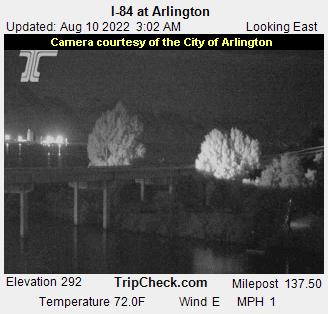 I-84 at Arlington
Updated: Aug 10 2022 3:02 AM Looking East
Camera courtesy of the City of Arlington
Elevation 292 TripCheck.com Milepost 137.50
Temperature 72.0F Wind E MPH 1